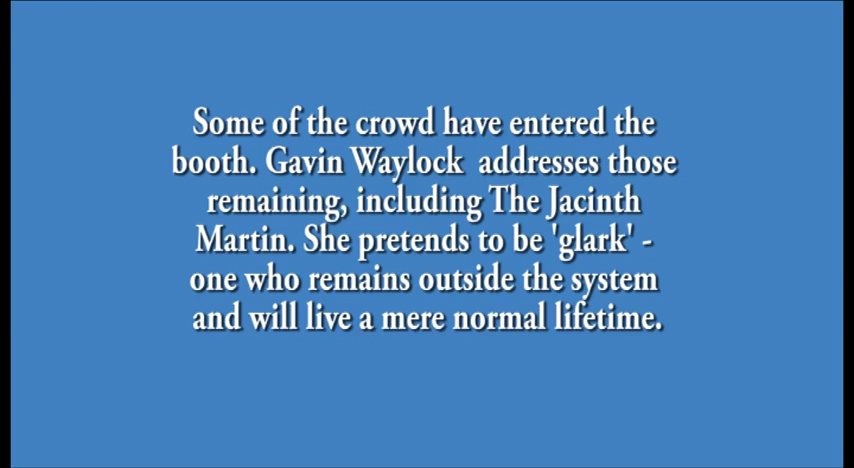 Some of the crowd have entered the
booth. Gavin Waylock addresses those
remaining, including The Jacinth
Martin. She pretends to be 'glark' -
one who remains outside the system
and will live a mere normal lifetime.